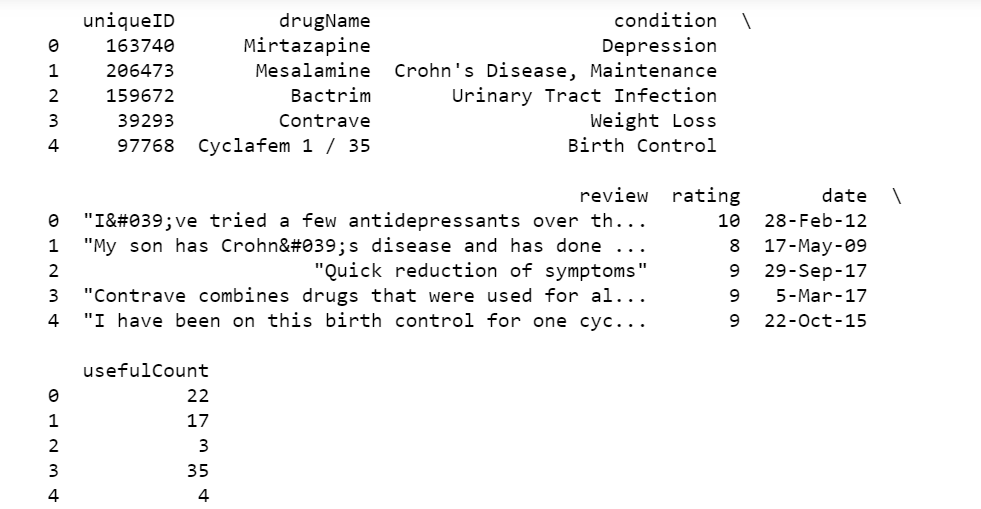 uniqueID drugName condition \
0 163740 Mirtazapine Depression
1 206473 Mesalamine Crohn's Disease, Maintenance
2 159672 Bactrim Urinary Tract Infection
3 39293 Contrave Weight Loss
4 97768 Cyclafem 1 / 35 Birth Control
review rating date \
0 "I&#039;ve tried a few antidepressants over th... 10 28-Feb-12
1 "My son has Crohn&#039;s disease and has done ... 8 17-May-09
2 "Quick reduction of symptoms" 9 29-Sep-17
3 "Contrave combines drugs that were used for al... 9 5-Mar-17
4 "I have been on this birth control for one cyc... 9 22-Oct-15
usefulCount
0 22
1 17
2 3
3 35
4 4